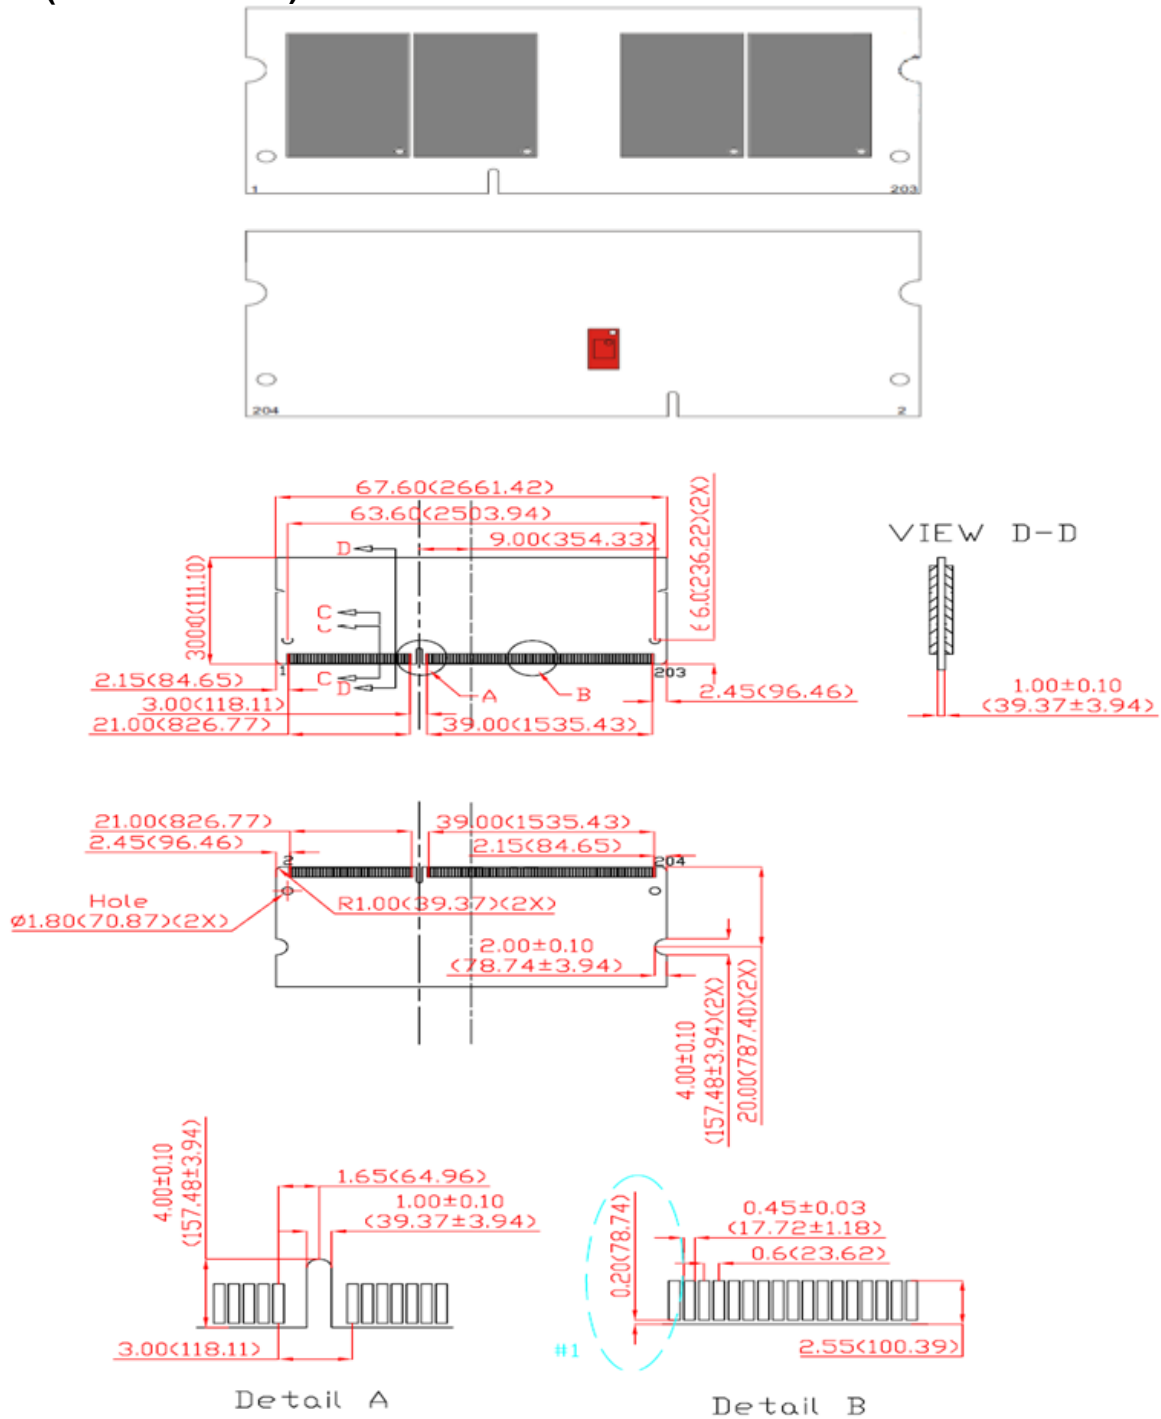 1
203
204
2
67.60(2661.42)
63.60(2503.94)
9.00(354.33)
6.0(236.22)(2X)
VIEW D-D
D
3000(111.10)
C
C
C
D
1
203
2.15(84.65)
A
B
2.45(96.46)
3.00(118.11)
21.00(826.77)
39.00(1535.43)
1.00±0.10
(39.37±3.94)
21.00(826.77)
39.00(1535.43)
2.45(96.46)
2.15(84.65)
2
204
Hole
ø1.80(70.87)(2X)
R1.00(39.37)(2X)
2.00±0.10
(78.74±3.94)
4.00±0.10
(157.48±3.94)(2X)
20.00(787.40)(2X)
4.00±0.10
(157.48±3.94)
1.65(64.96)
1.00±0.10
(39.37±3.94)
3.00(118.11)
Detail A
0.20(78.74)
0.45±0.03
(17.72±1.18)
0.6(23.62)
#1
2.55(100.39)
Detail B